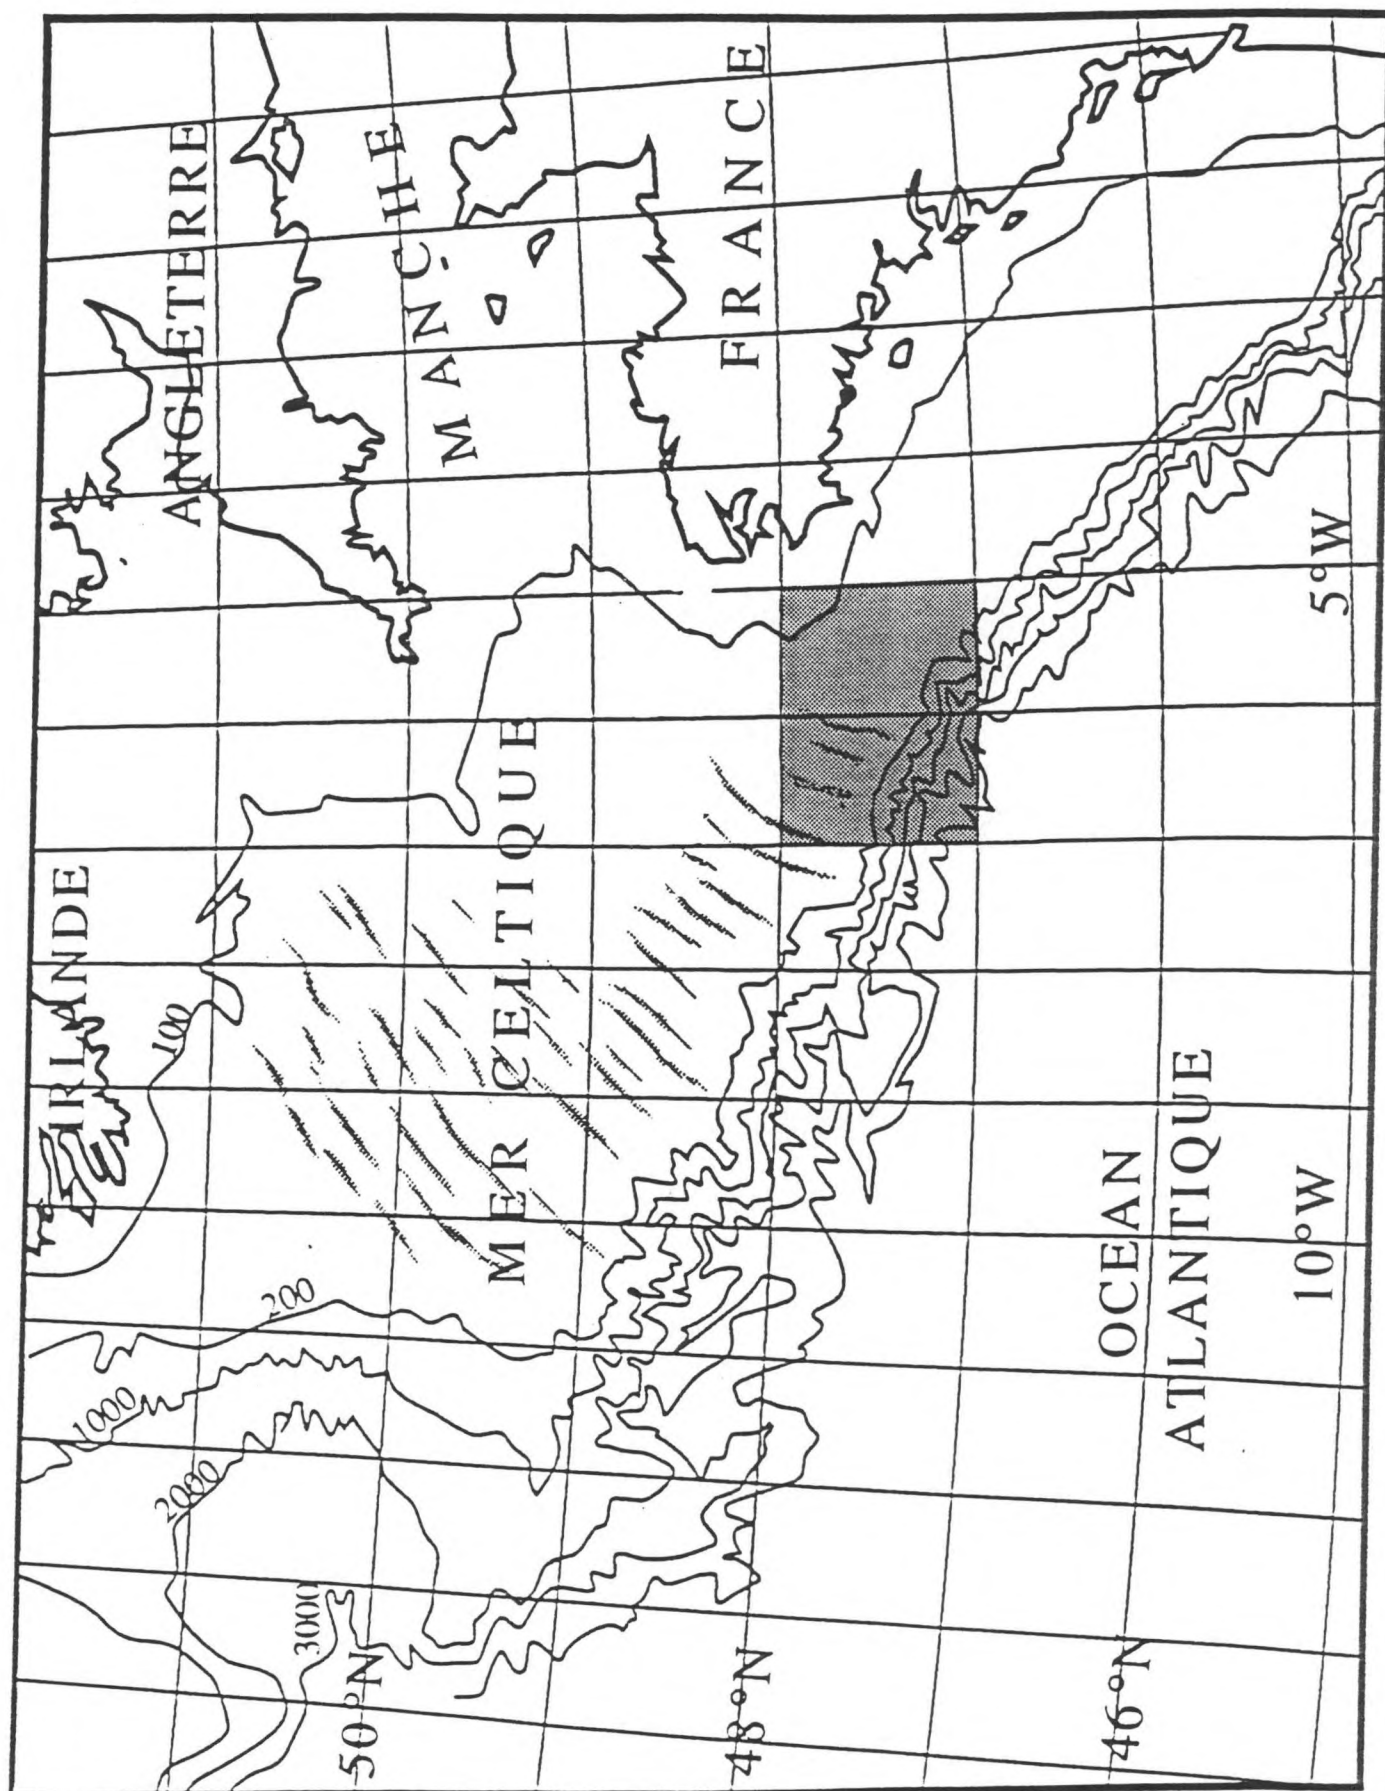 IRLANDE
ANGLETERRE
MANCHE
FRANCE
MER CELTIQUE
OCEAN
ATLANTIQUE
100
200
1000
2000
3000
50°N
48°N
46°N
10°W
5°W